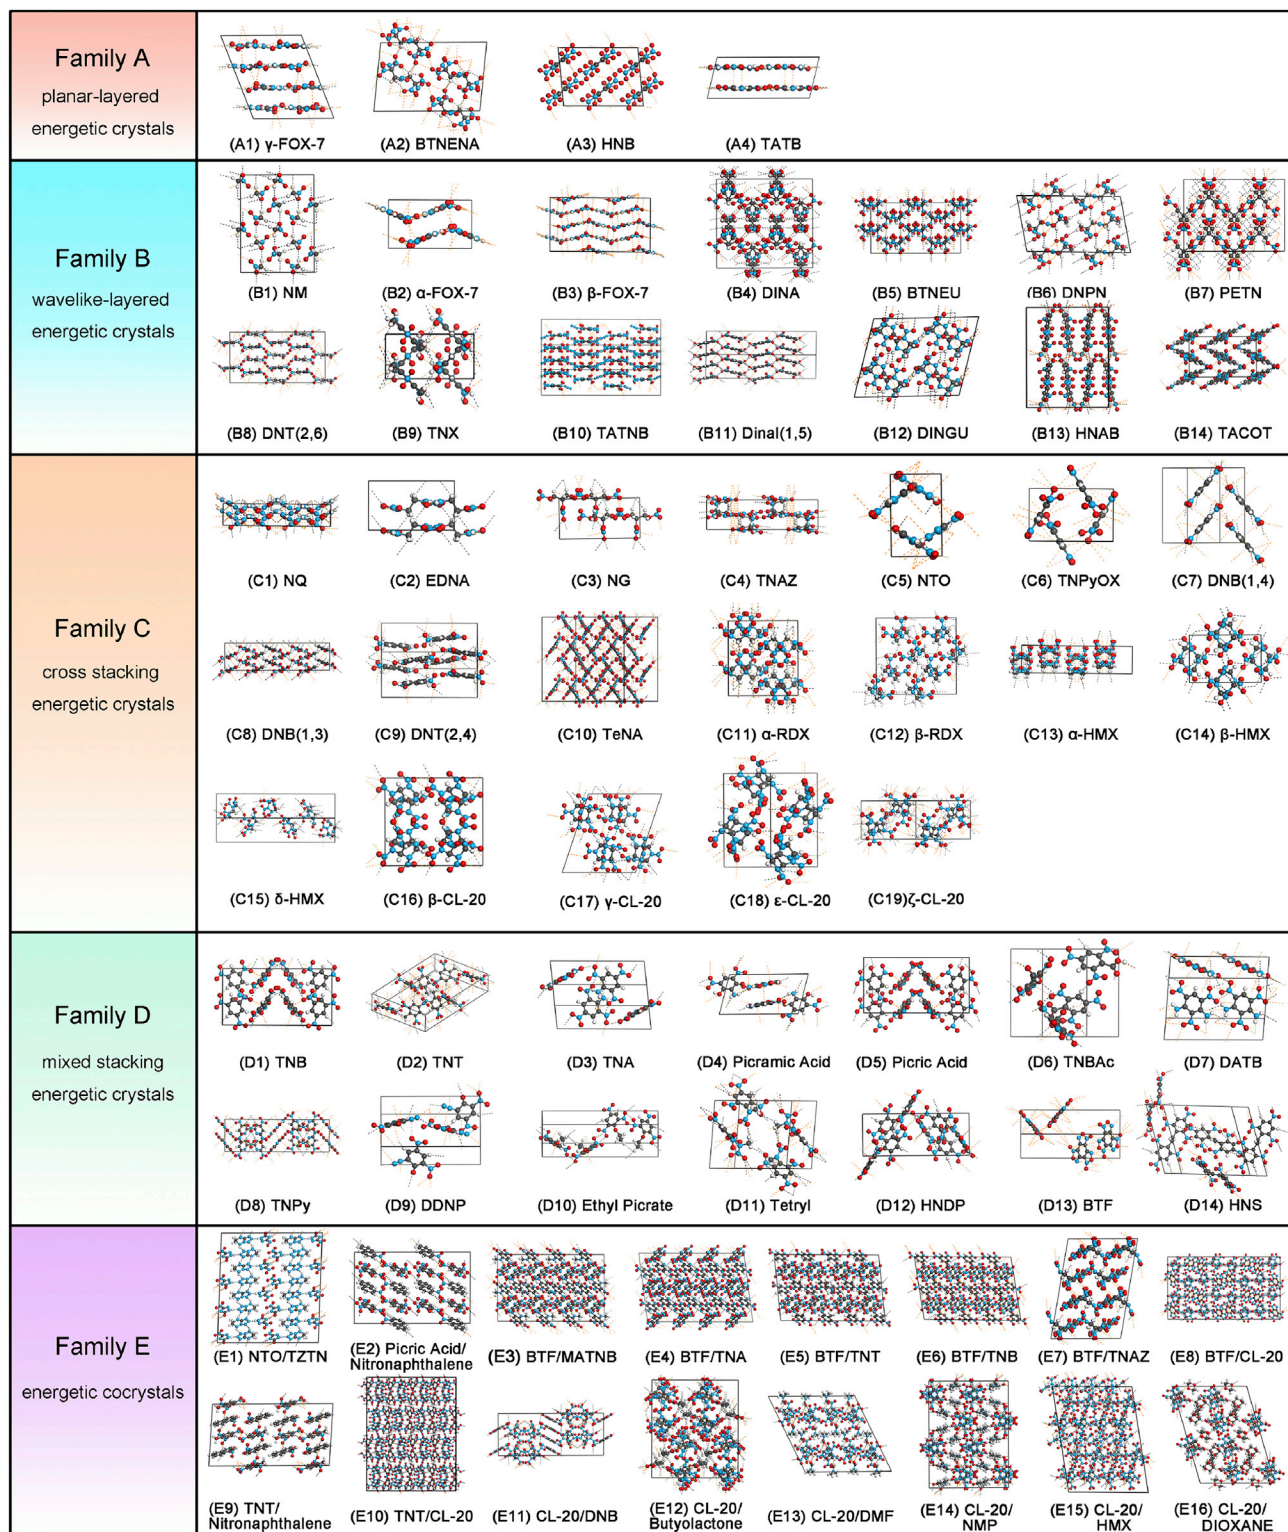 Family A
planar-layered
energetic crystals
(A1) γ-FOX-7
(A2) BTNENA
(A3) HNB
(A4) TATB
Family B
wavelike-layered
energetic crystals
(B1) NM
(B2) α-FOX-7
(B3) β-FOX-7
(B4) DINA
(B5) BTNEU
(B6) DNPN
(B7) PETN
(B8) DNT(2,6)
(B9) TNX
(B10) TATNB
(B11) Dinal(1,5)
(B12) DINGU
(B13) HNAB
(B14) TACOT
Family C
cross stacking
energetic crystals
(C1) NQ
(C2) EDNA
(C3) NG
(C4) TNAZ
(C5) NTO
(C6) TNPyOX
(C7) DNB(1,4)
(C8) DNB(1,3)
(C9) DNT(2,4)
(C10) TeNA
(C11) α-RDX
(C12) β-RDX
(C13) α-HMX
(C14) β-HMX
(C15) δ-HMX
(C16) β-CL-20
(C17) γ-CL-20
(C18) ε-CL-20
(C19)ζ-CL-20
Family D
mixed stacking
energetic crystals
(D1) TNB
(D2) TNT
(D3) TNA
(D4) Picramic Acid
(D5) Picric Acid
(D6) TNBAc
(D7) DATB
(D8) TNPy
(D9) DDNP
(D10) Ethyl Picrate
(D11) Tetryl
(D12) HNDP
(D13) BTF
(D14) HNS
Family E
energetic cocrystals
(E1) NTO/TZTN
(E2) Picric Acid/
Nitronaphthalene
(E3) BTF/MATNB
(E4) BTF/TNA
(E5) BTF/TNT
(E6) BTF/TNB
(E7) BTF/TNAZ
(E8) BTF/CL-20
(E9) TNT/
Nitronaphthalene
(E10) TNT/CL-20
(E11) CL-20/DNB
(E12) CL-20/
Butyolactone
(E13) CL-20/DMF
(E14) CL-20/
NMP
(E15) CL-20/
HMX
(E16) CL-20/
DIOXANE